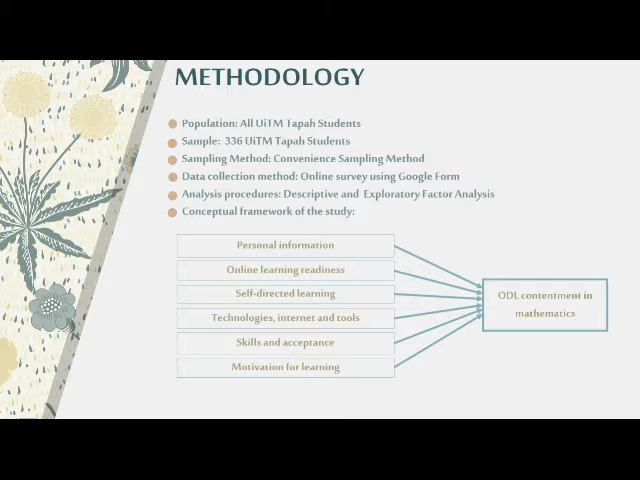 METHODOLOGY
Population: All UiTM Tapah Students
Sample: 336 UiTM Tapah Students
Sampling Method: Convenience Sampling Method
Data collection method: Online survey using Google Form
Analysis procedures: Descriptive and Exploratory Factor Analysis
Conceptual framework of the study:
Personal information
Online learning readiness
Self-directed learning
Technologies, internet and tools
Skills and acceptance
Motivation for learning
ODL contentment in
mathematics